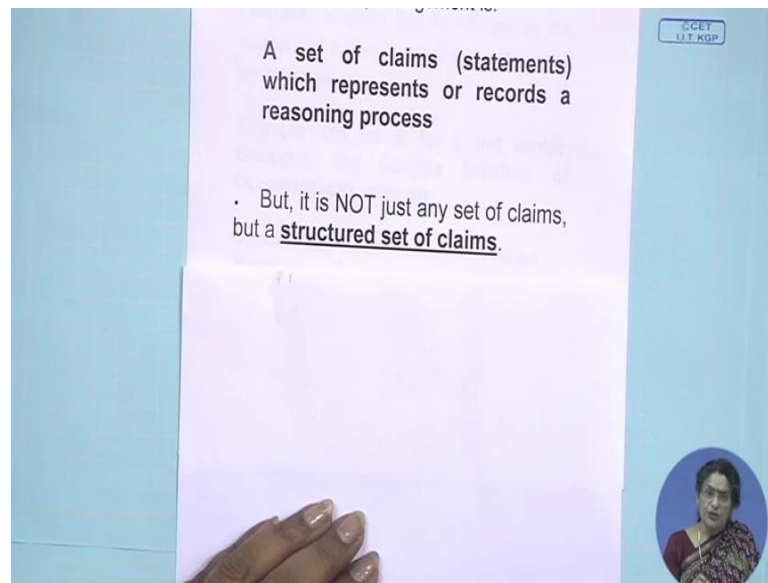 A set of claims (statements)
which represents or records a
reasoning process
. But, it is NOT just any set of claims,
but a structured set of claims.
CCET
I.I.T. KGP